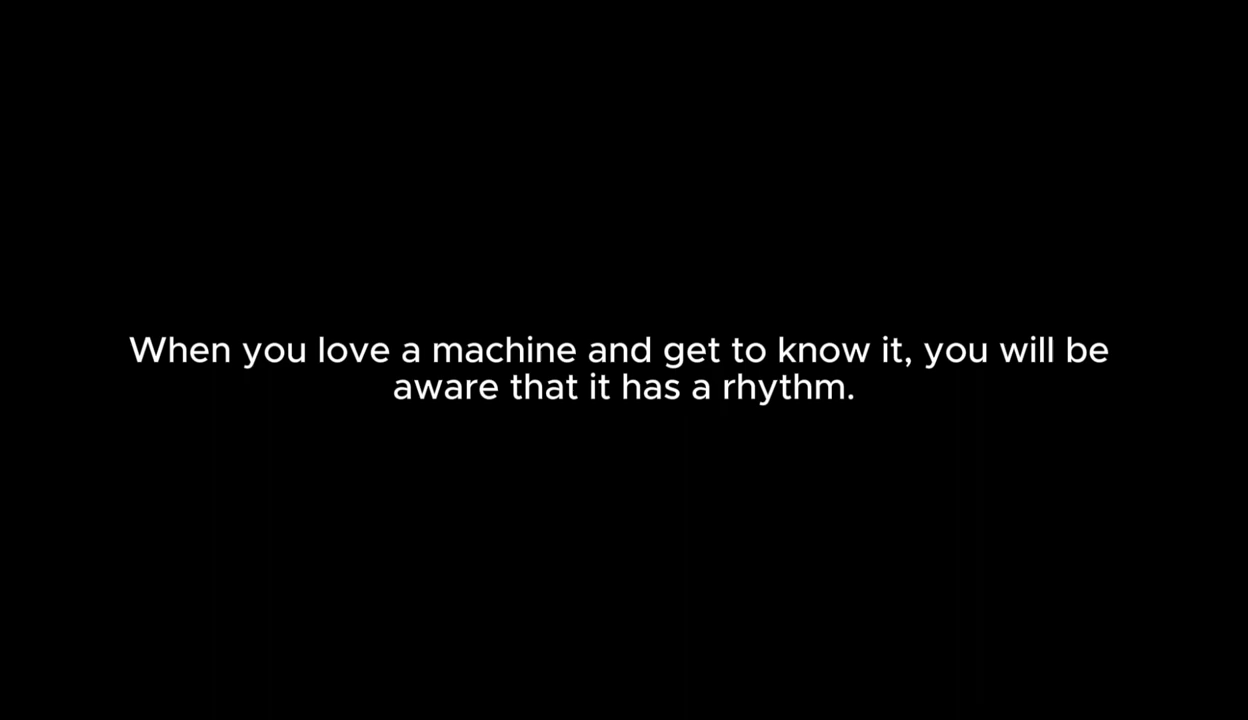 When you love a machine and get to know it, you will be
aware that it has a rhythm.